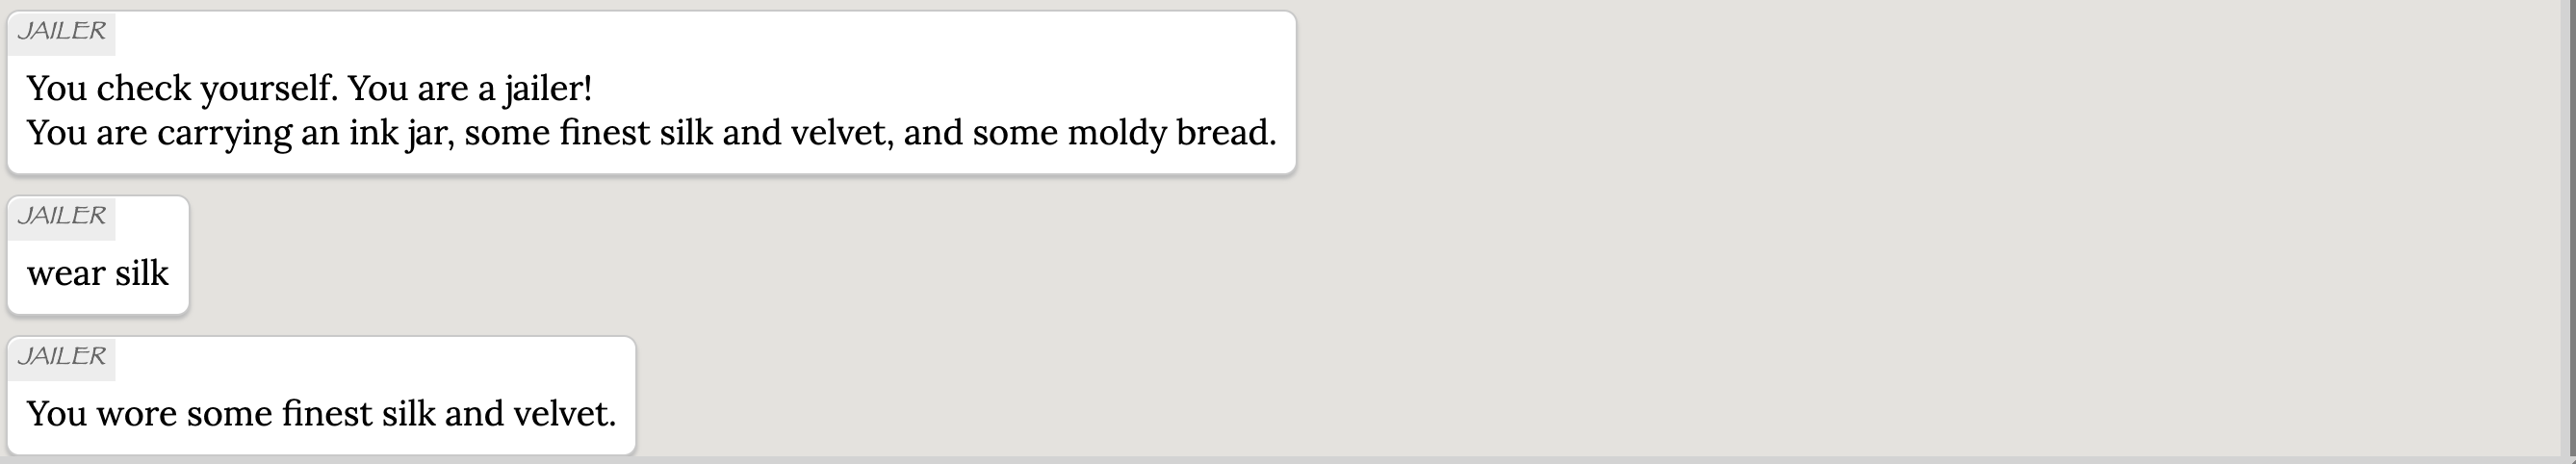 JAILER
You check yourself. You are a jailer!
You are carrying an ink jar, some finest silk and velvet, and some moldy bread.
JAILER
wear silk
JAILER
You wore some finest silk and velvet.